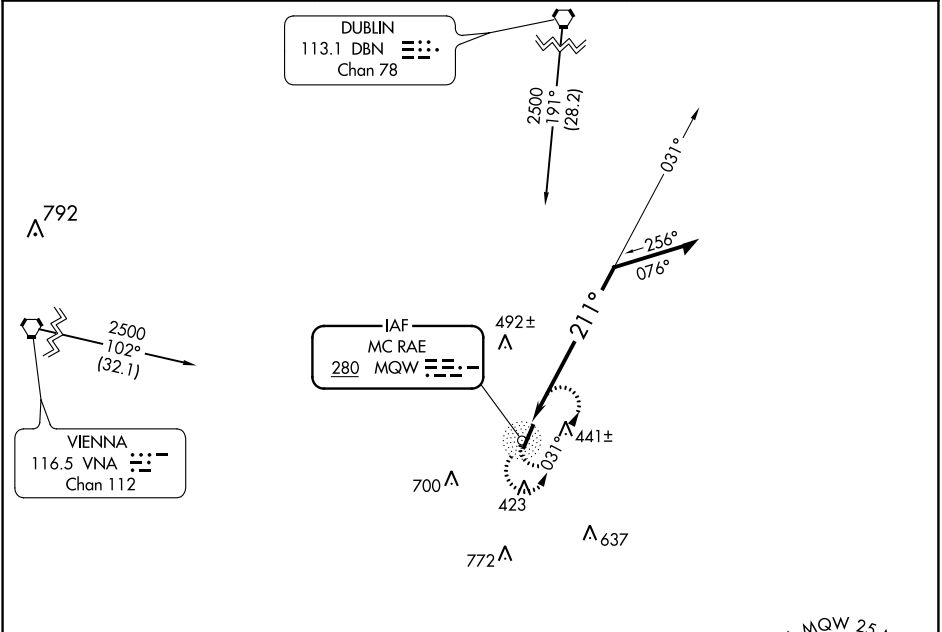 DUBLIN
113.1 DBN
Chan 78
2500
191°
(28.2)
031°
792
256°
076°
2500
102°
(32.1)
211°
492±
IAF
MC RAE
280 MQW
VIENNA
116.5 VNA
Chan 112
441±
031°
700
423
637
772
MQW 25